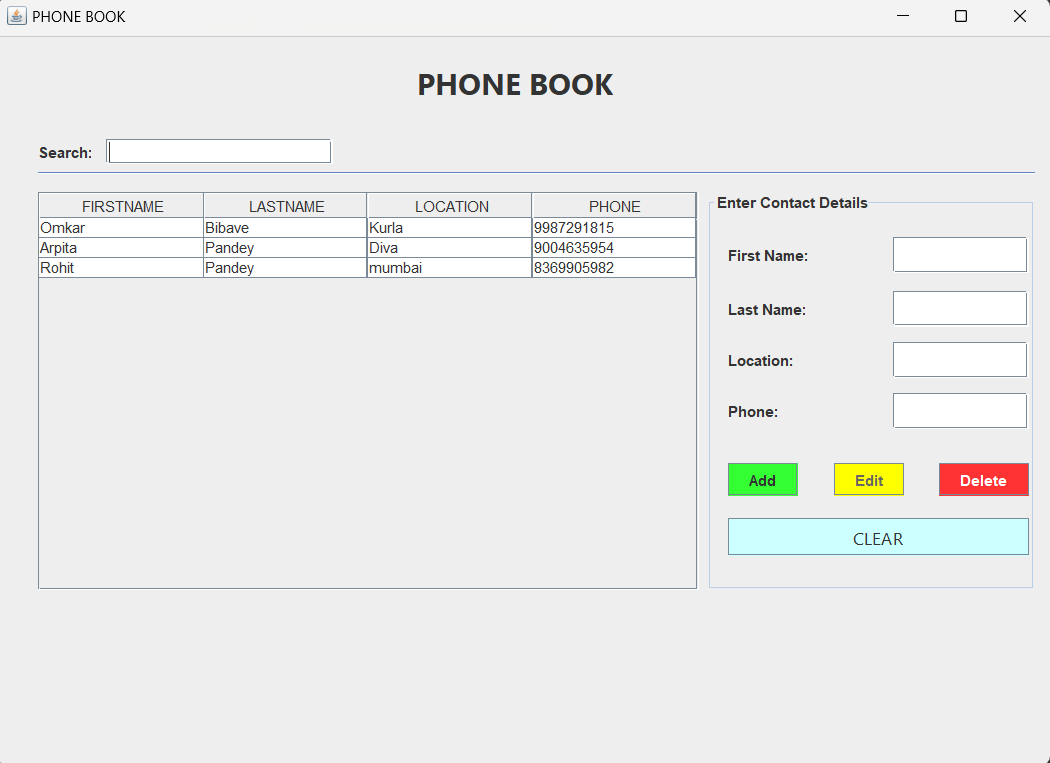 PHONE BOOK
PHONE BOOK
Search:
FIRSTNAME LASTNAME LOCATION PHONE
Omkar Bibave Kurla 9987291815
Arpita Pandey Diva 9004635954
Rohit Pandey mumbai 8369905982
Enter Contact Details
First Name:
Last Name:
Location:
Phone:
Add Edit Delete
CLEAR